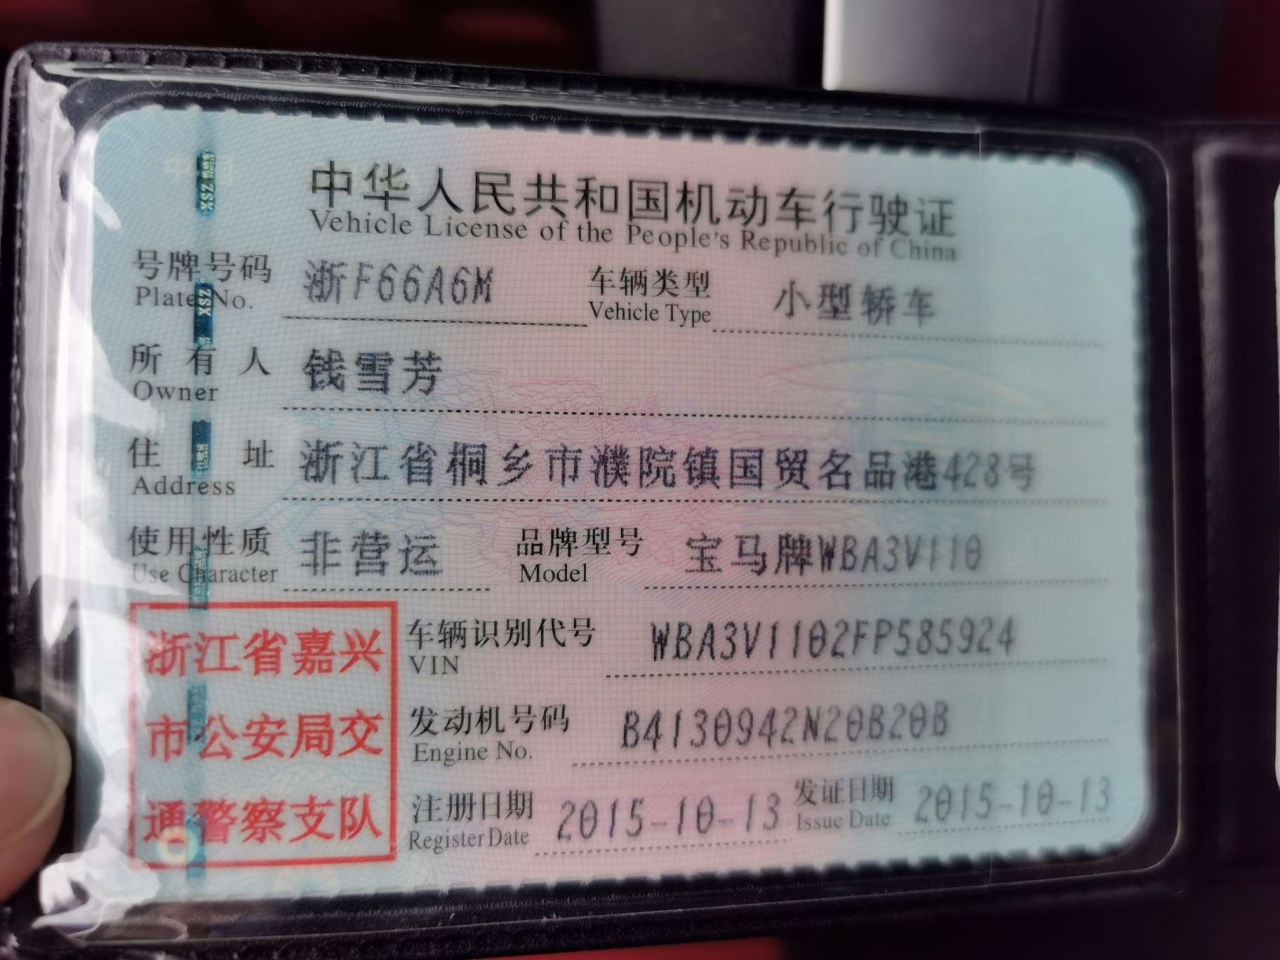 中华人民共和国机动车行驶证
Vehicle License of the People's Republic of China
号牌号码 浙F66A6M 车辆类型 小型轿车
Plate No. Vehicle Type
所有人 钱雪芳
Owner
住址 浙江省桐乡市濮院镇国贸名品港428号
Address
使用性质 非营运 品牌型号 宝马牌WBA3V110
Use Character Model
浙江省嘉兴
市公安局交
通警察支队
车辆识别代号 WBA3V1102FP585924
VIN
发动机号码 B4130942N20B20B
Engine No.
注册日期 2015-10-13 发证日期 2015-10-13
Register Date Issue Date
XSZ
XSZ